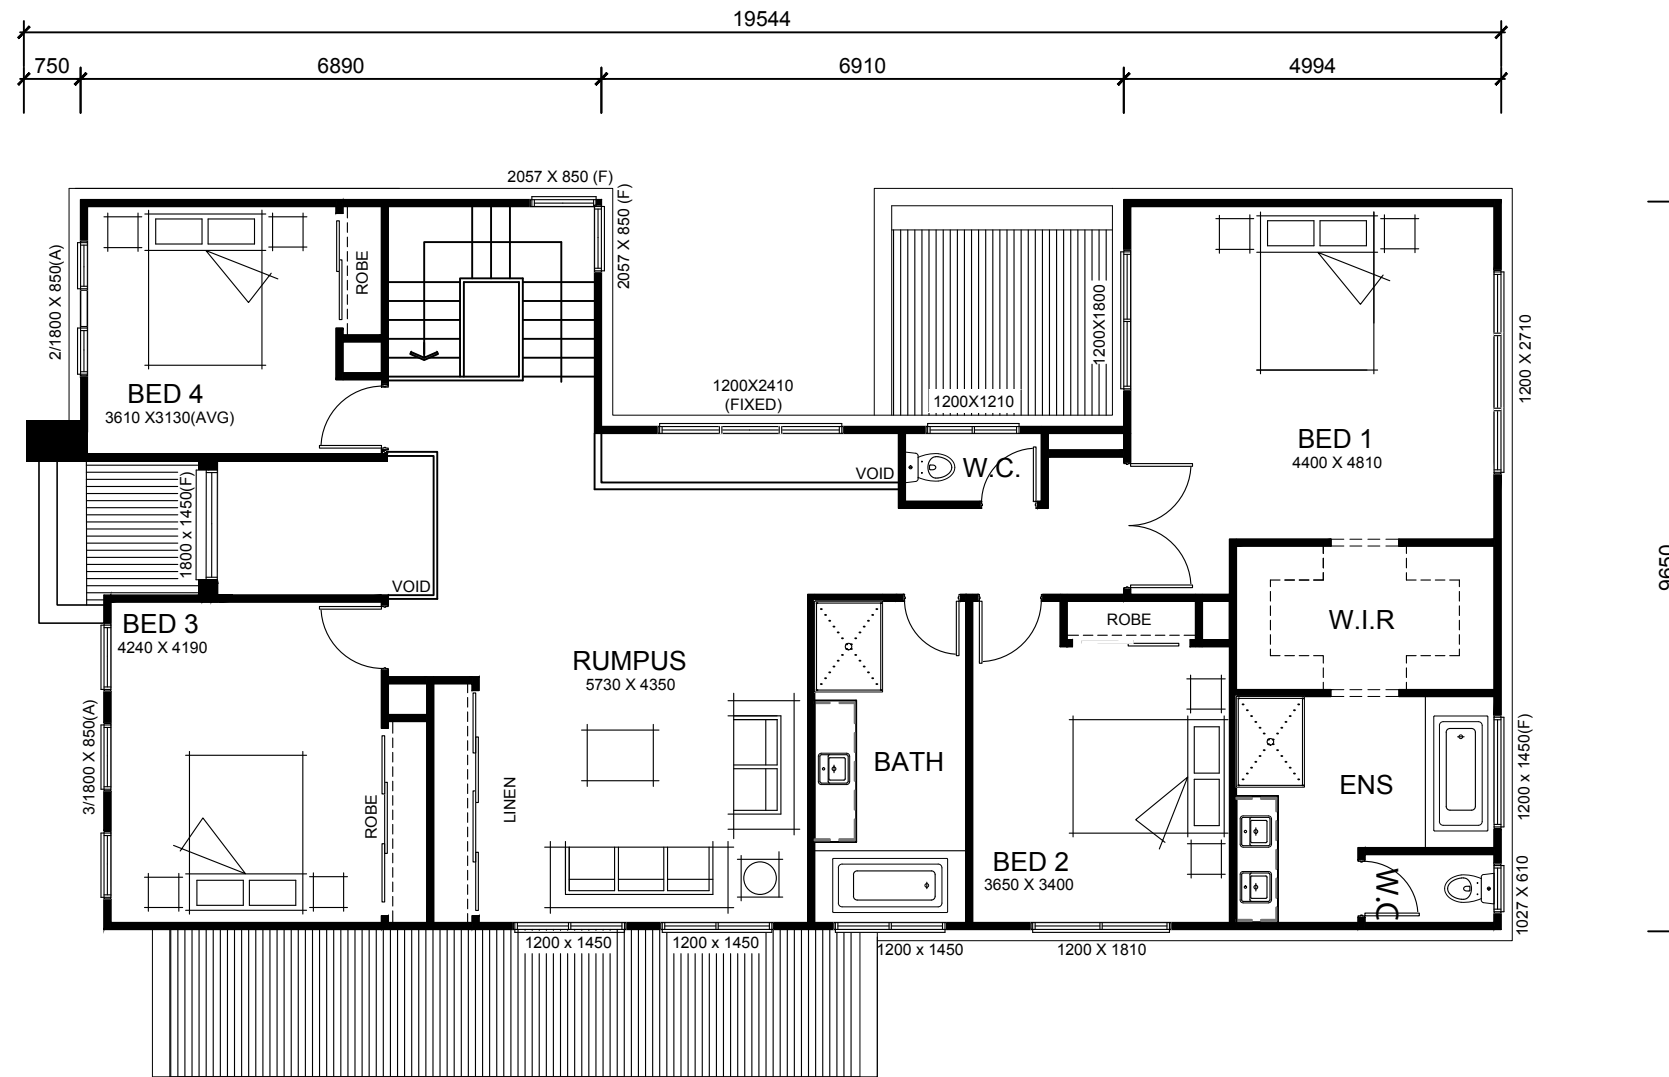 19544
750
6890
6910
4994
2057 X 850 (F)
2057 X 850 (F)
2/1800 X 850(A)
ROBE
BED 4
3610 X3130(AVG)
1200X2410
(FIXED)
1200X1210
1200X1800
1200 X 2710
BED 1
4400 X 4810
VOID
W.C.
1800 x 1450(F)
VOID
9650
BED 3
4240 X 4190
ROBE
W.I.R
RUMPUS
5730 X 4350
3/1800 X 850(A)
ROBE
LINEN
BATH
ENS
1200 x 1450(F)
BED 2
3650 X 3400
W.C
1027 X 610
1200 x 1450
1200 x 1450
1200 x 1450
1200 X 1810